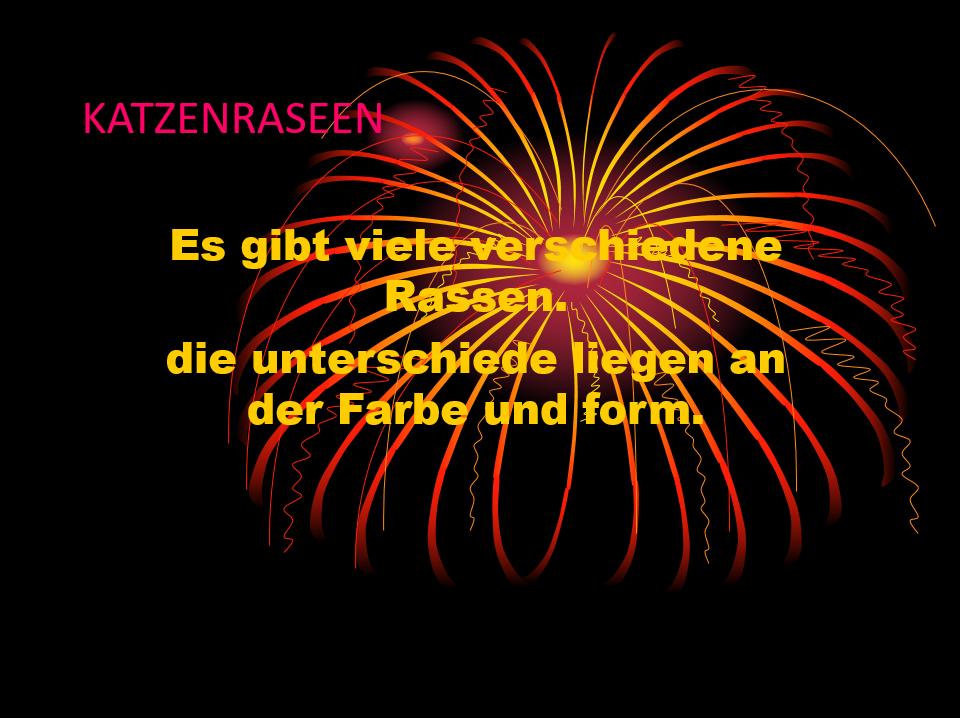 KATZENRASEEN
Es gibt viele verschiedene
Rassen.
die unterschiede liegen an
der Farbe und form.